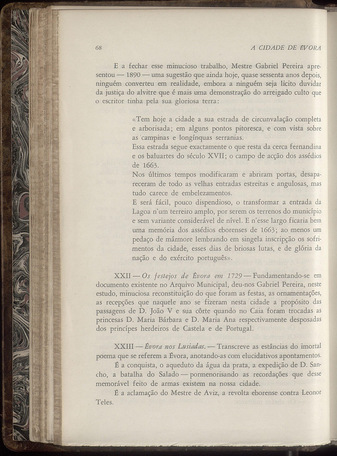 68
A CIDADE DE EVORA
E a fechar esse minucioso trabalho, Mestre Gabriel Pereira apre-
sentou — 1890 — uma sugestão que ainda hoje, quase sessenta anos depois,
ninguém converteu em realidade, embora a ninguém seja lícito duvidar
da justiça do alvitre que é mais uma demonstração do arreigado culto que
o escritor tinha pela sua gloriosa terra:
«Tem hoje a cidade a sua estrada de circunvalação completa
e arborisada; em alguns pontos pitoresca, e com vista sobre
as campinas e longínquas serranias.
Essa estrada segue exactamente o que resta da cerca fernandina
e os baluartes do século XVII; o campo de acção dos assédios
de 1663.
Nos últimos tempos modificaram e abriram portas, desapa-
receram de todo as velhas entradas estreitas e angulosas, mas
tudo carece de embelezamentos.
E será fácil, pouco dispendioso, o transformar a entrada da
Lagoa n'um terreiro amplo, por serem os terrenos do município
e sem variante considerável de nível. E n'esse largo ficaria bem
uma memória dos assédios eborenses de 1663; ao menos um
pedaço de mármore lembrando em singela inscripção os sofri-
mentos da cidade, esses dias de briosas lutas, e de glória da
nação e do exército português».
XXII — Os festejos de Évora em 1729 — Fundamentando-se em
documento existente no Arquivo Municipal, deu-nos Gabriel Pereira, neste
estudo, minuciosa reconstituição do que foram as festas, as ornamentações,
as recepções que naquele ano se fizeram nesta cidade a propósito das
passagens de D. João V e sua côrte quando no Caia foram trocadas as
princesas D. Maria Bárbara e D. Maria Ana respectivamente desposadas
dos príncipes herdeiros de Castela e de Portugal.
XXIII — Évora nos Lusíadas. — Transcreve as estâncias do imortal
poema que se referem a Évora, anotando-as com elucidativos apontamentos.
É a conquista, o aqueduto da água da prata, a expedição de D. San-
cho, a batalha do Salado — pormenorisando as recordações que desse
memorável feito de armas existem na nossa cidade.
E a aclamação do Mestre de Aviz, a revolta eborense contra Leonor
Teles.